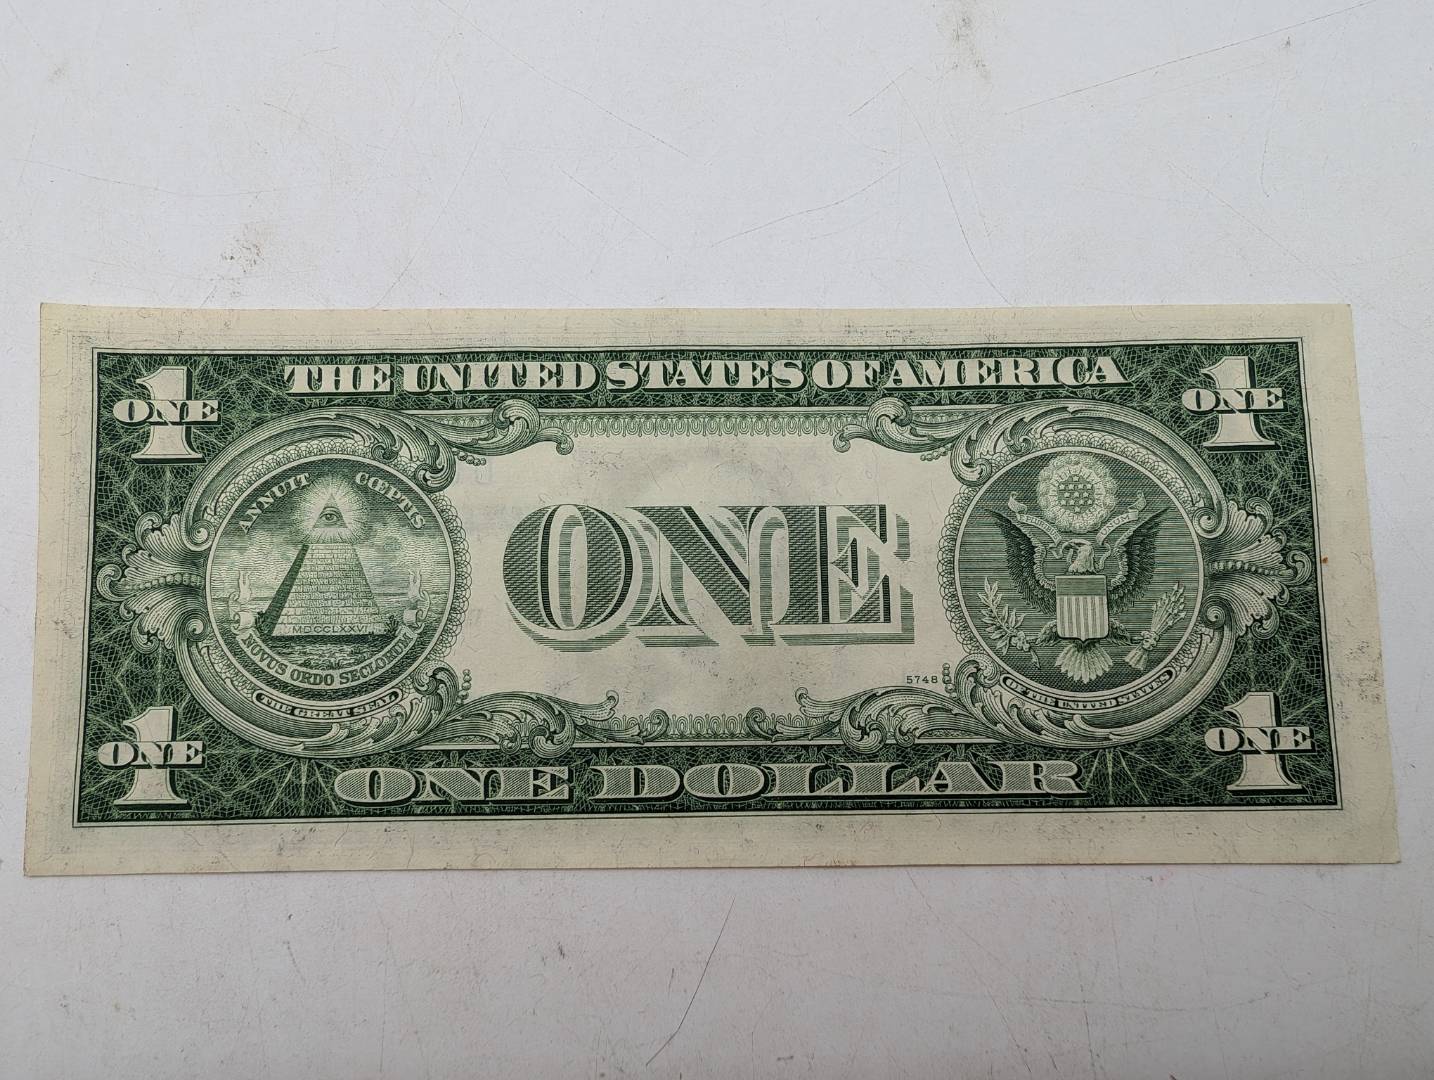 THE UNITED STATES OF AMERICA
1
ONE
1
ONE
ANNUIT CŒPTIS
MDCCLXXVI
NOVUS ORDO SECLORUM
THE GREAT SEAL
ONE
5748
OF THE UNITED STATES
1
ONE
1
ONE
ONE DOLLAR